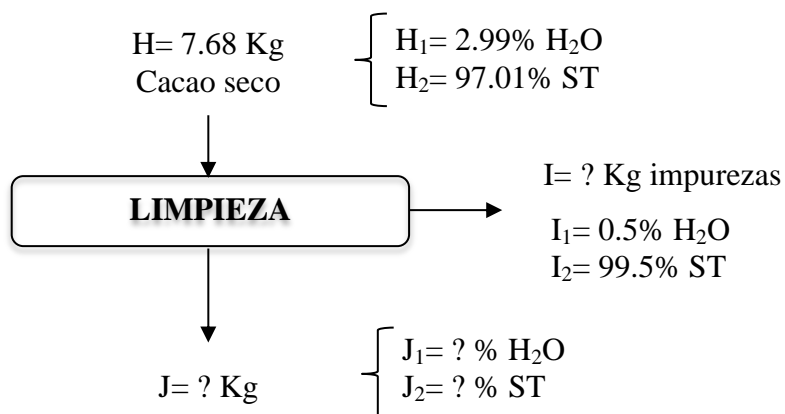 H= 7.68 Kg
Cacao seco
H₁= 2.99% H₂O
H₂= 97.01% ST
LIMPIEZA
I= ? Kg impurezas
I₁= 0.5% H₂O
I₂= 99.5% ST
J= ? Kg
J₁= ? % H₂O
J₂= ? % ST